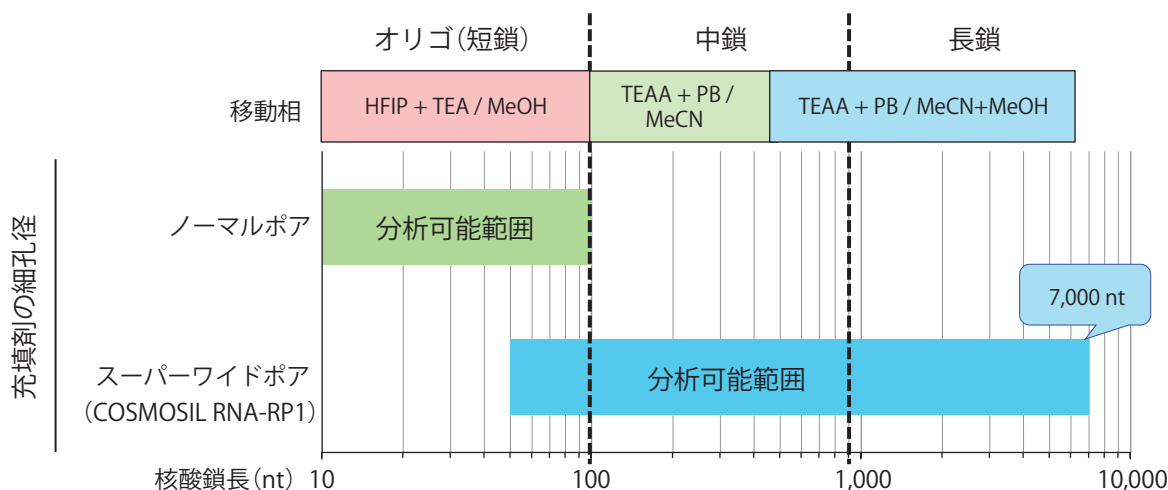 オリゴ(短鎖) 中鎖 長鎖
移動相
HFIP + TEA / MeOH
TEAA + PB /
MeCN
TEAA + PB / MeCN+MeOH
充填剤の細孔径
ノーマルポア
分析可能範囲
7,000 nt
スーパーワイドポア
(COSMOSIL RNA-RP1)
分析可能範囲
核酸鎖長(nt) 10 100 1,000 10,000